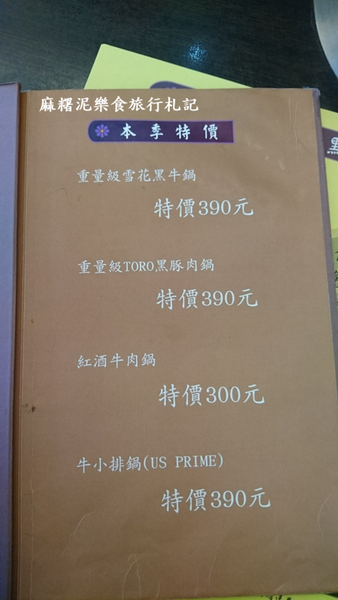 麻糬泥樂食旅行札記
本季特價
重量級雪花黑牛鍋
特價390元
重量級TORO黑豚肉鍋
特價390元
紅酒牛肉鍋
特價300元
牛小排鍋(US PRIME)
特價390元